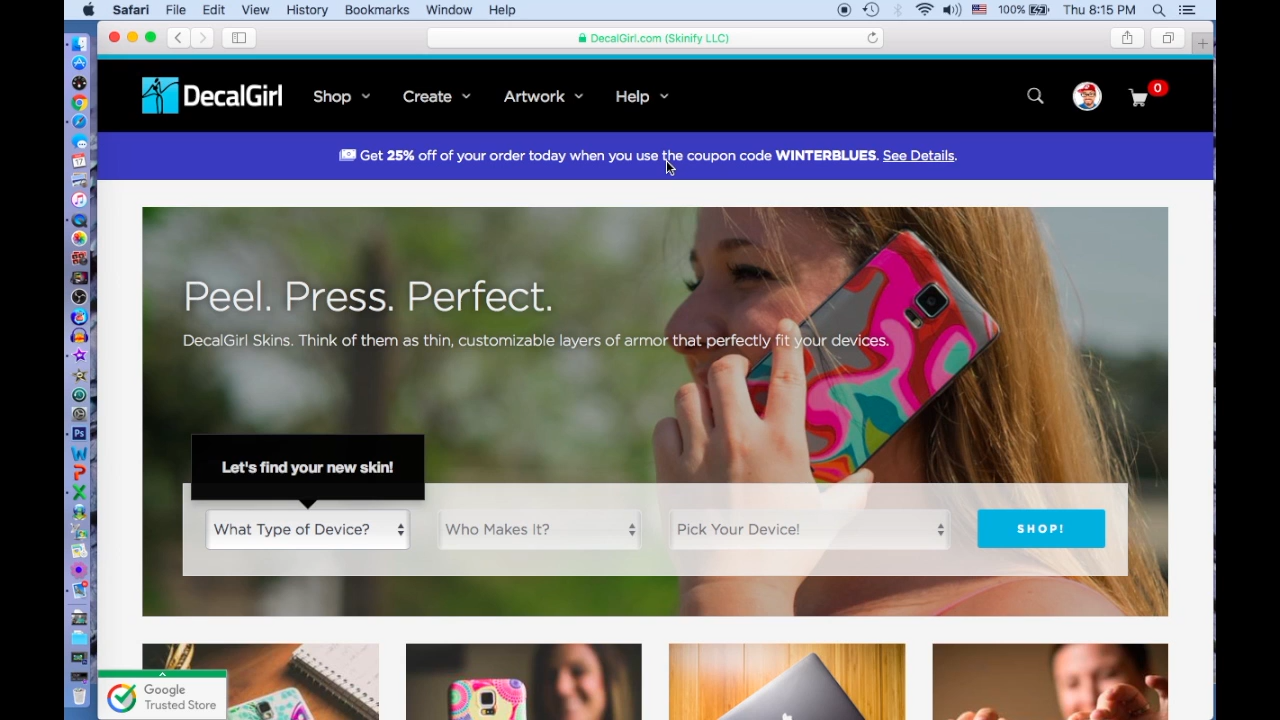 Safari File Edit View History Bookmarks Window Help 100% Thu 8:15 PM
DecalGirl.com (Skinify LLC)
DecalGirl Shop Create Artwork Help 0
Get 25% off of your order today when you use the coupon code WINTERBLUES. See Details.
Peel. Press. Perfect.
DecalGirl Skins. Think of them as thin, customizable layers of armor that perfectly fit your devices.
Let's find your new skin!
What Type of Device? Who Makes It? Pick Your Device! SHOP!
Google
Trusted Store